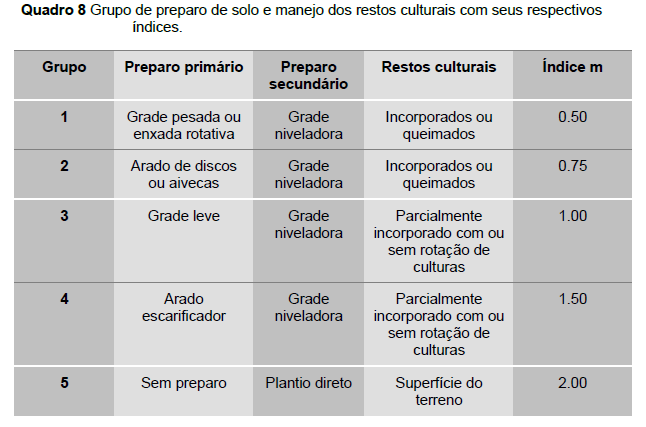 Quadro 8 Grupo de preparo de solo e manejo dos restos culturais com seus respectivos
índices.
Grupo Preparo primário Preparo secundário Restos culturais Índice m
1 Grade pesada ou enxada rotativa Grade niveladora Incorporados ou queimados 0.50
2 Arado de discos ou aivecas Grade niveladora Incorporados ou queimados 0.75
3 Grade leve Grade niveladora Parcialmente incorporado com ou sem rotação de culturas 1.00
4 Arado escarificador Grade niveladora Parcialmente incorporado com ou sem rotação de culturas 1.50
5 Sem preparo Plantio direto Superfície do terreno 2.00